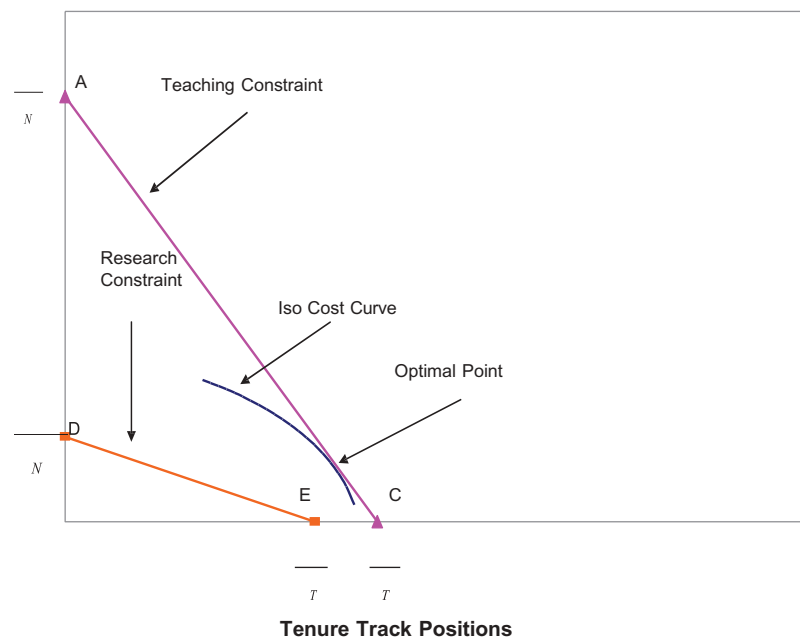 A
Teaching Constraint
N
Research
Constraint
Iso Cost Curve
Optimal Point
D
N
E
C
T
T
Tenure Track Positions